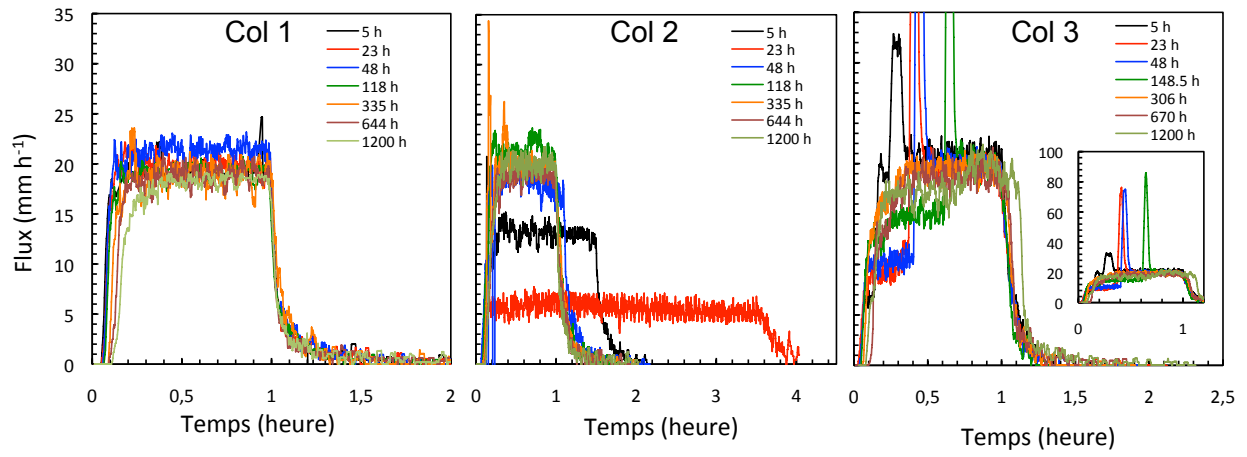 Col 1
5 h
23 h
48 h
118 h
335 h
644 h
1200 h
Flux (mm h⁻¹)
35
30
25
20
15
10
5
0
0
0,5
1
1,5
2
Temps (heure)
Col 2
5 h
23 h
48 h
118 h
335 h
644 h
1200 h
0
1
2
3
4
Temps (heure)
Col 3
5 h
23 h
48 h
148.5 h
306 h
670 h
1200 h
100
80
60
40
20
0
0
1
0
0,5
1
1,5
2
2,5
Temps (heure)